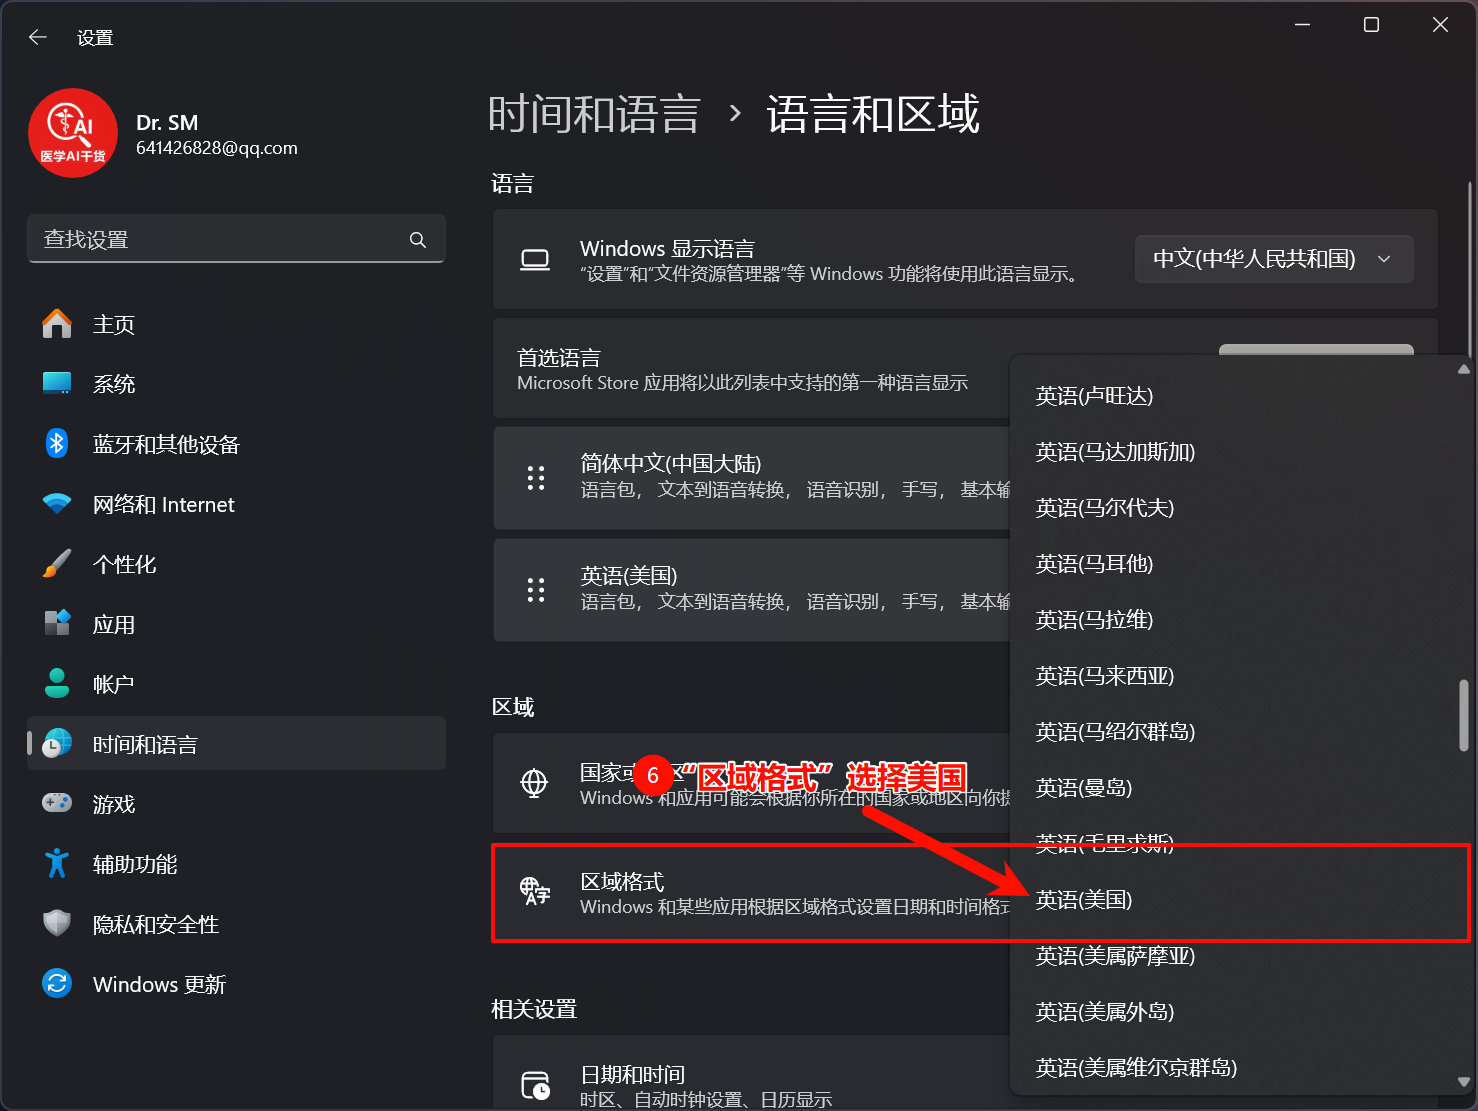 设置
AI
医学AI干货
Dr. SM
641426828@qq.com
查找设置
主页
系统
蓝牙和其他设备
网络和 Internet
个性化
应用
帐户
时间和语言
游戏
辅助功能
隐私和安全性
Windows 更新
时间和语言 › 语言和区域
语言
Windows 显示语言
“设置”和“文件资源管理器”等 Windows 功能将使用此语言显示。
中文(中华人民共和国)
首选语言
Microsoft Store 应用将以此列表中支持的第一种语言显示
简体中文(中国大陆)
语言包， 文本到语音转换， 语音识别， 手写， 基本输
英语(美国)
语言包， 文本到语音转换， 语音识别， 手写， 基本输
区域
国家或 区
6 “区域格式” 选择美国
Windows 和应用可能会根据你所在的国家或地区向你提
区域格式
Windows 和某些应用根据区域格式设置日期和时间格式
相关设置
日期和时间
时区、自动时钟设置、日历显示
英语(卢旺达)
英语(马达加斯加)
英语(马尔代夫)
英语(马耳他)
英语(马拉维)
英语(马来西亚)
英语(马绍尔群岛)
英语(曼岛)
英语(毛里求斯)
英语(美国)
英语(美属萨摩亚)
英语(美属外岛)
英语(美属维尔京群岛)